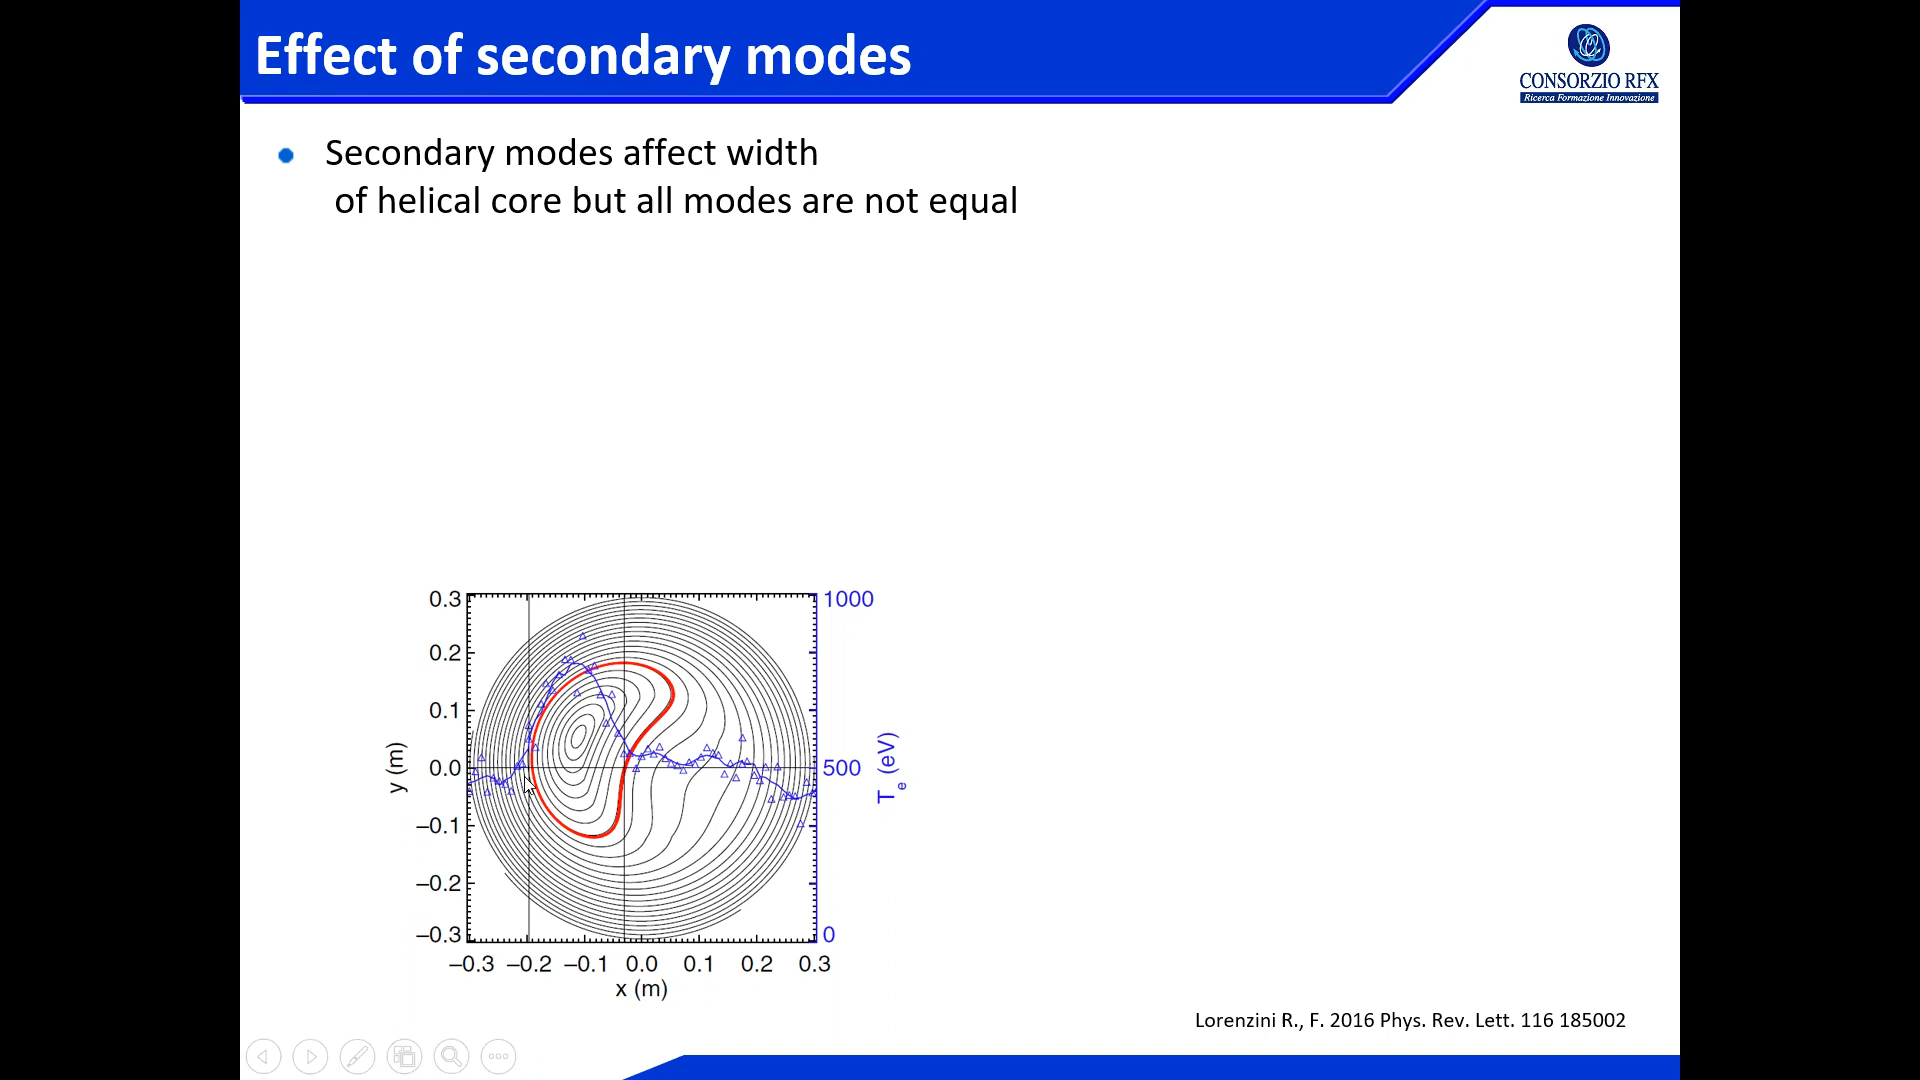 Effect of secondary modes
CONSORZIO RFX
Ricerca Formazione Innovazione
Secondary modes affect width
of helical core but all modes are not equal
0.3
0.2
0.1
0.0
−0.1
−0.2
−0.3
y (m)
1000
500
0
Te (eV)
−0.3 −0.2 −0.1 0.0 0.1 0.2 0.3
x (m)
Lorenzini R., F. 2016 Phys. Rev. Lett. 116 185002